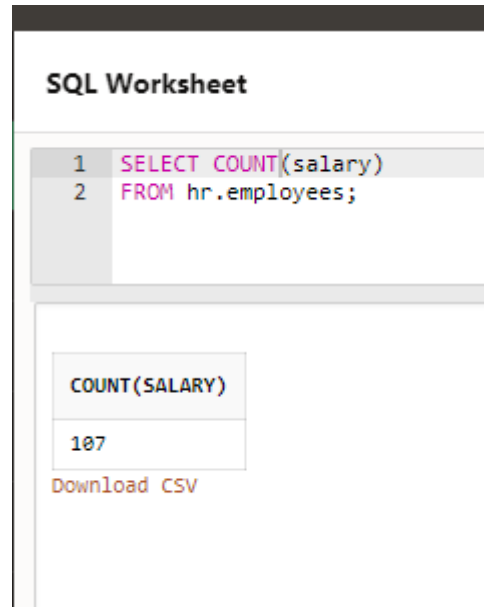 SQL Worksheet
1 SELECT COUNT(salary)
2 FROM hr.employees;
COUNT(SALARY)
107
Download CSV